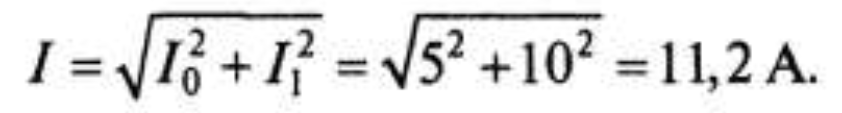 I = √(I₀² + I₁²) = √(5² + 10²) = 11,2 A.